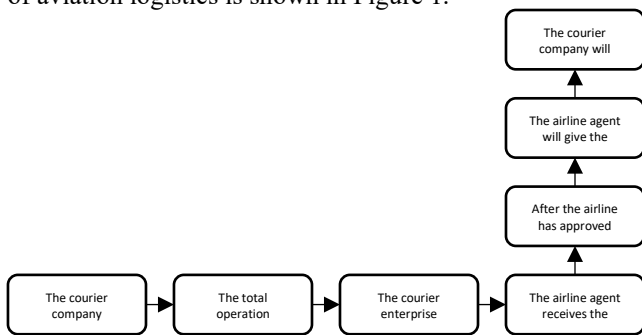 of aviation logistics is shown in Figure 1.
The courier
company will
The airline agent
will give the
After the airline
has approved
The courier
company
The total
operation
The courier
enterprise
The airline agent
receives the